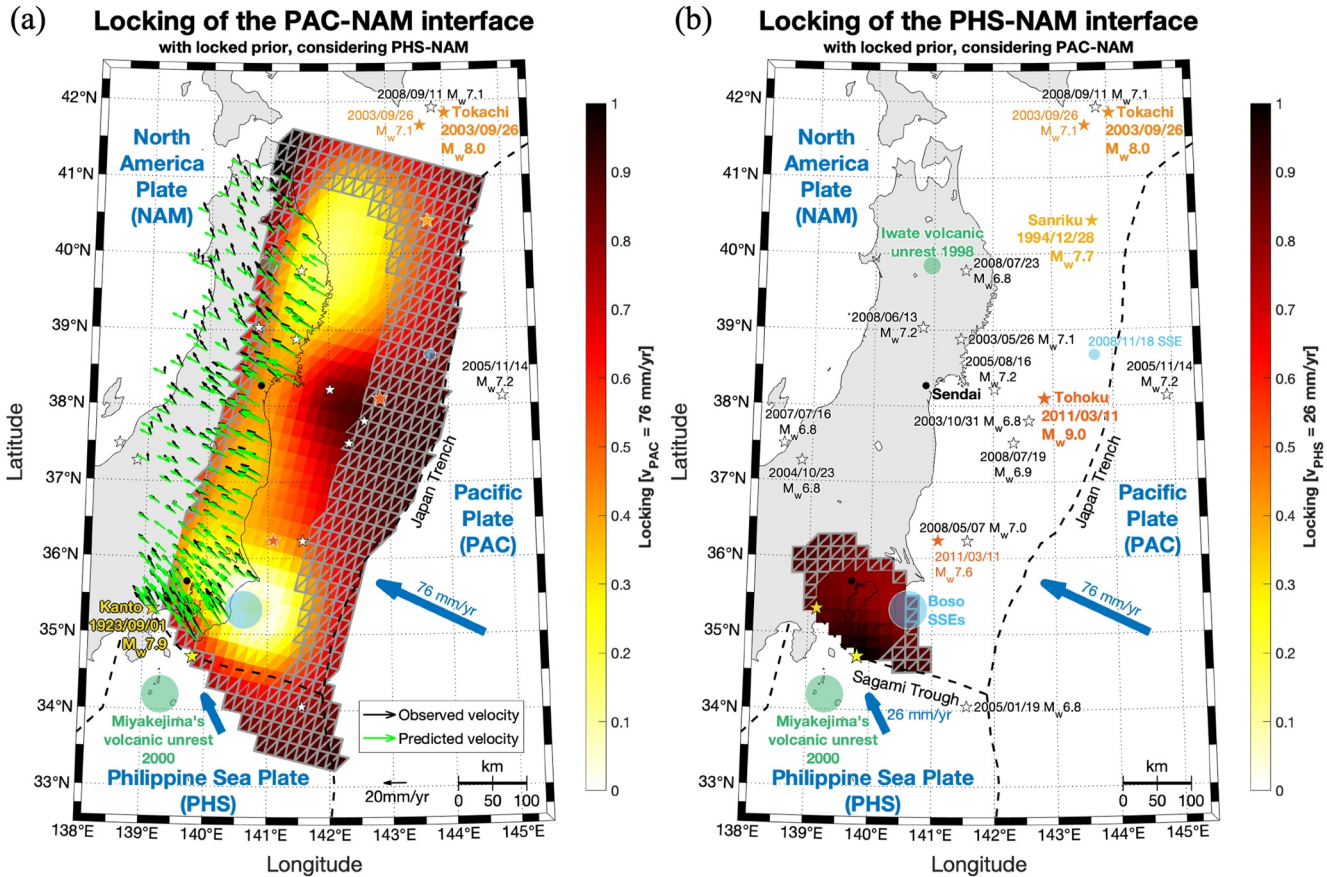 (a)
Locking of the PAC-NAM interface
with locked prior, considering PHS-NAM
42°N
41°N
40°N
39°N
38°N
37°N
36°N
35°N
34°N
33°N
Latitude
138°E
139°E
140°E
141°E
142°E
143°E
144°E
145°E
Longitude
North
America
Plate
(NAM)
2008/09/11 Mw7.1
2003/09/26
Mw7.1
Tokachi
2003/09/26
Mw8.0
2005/11/14
Mw7.2
Japan Trench
Pacific
Plate
(PAC)
76 mm/yr
Kanto
1923/09/01
Mw7.9
Miyakejima's
volcanic unrest
2000
Philippine Sea Plate
(PHS)
Observed velocity
Predicted velocity
20mm/yr
km
0 50 100
1
0.9
0.8
0.7
0.6
0.5
0.4
0.3
0.2
0.1
0
Locking [vPAC = 76 mm/yr]
(b)
Locking of the PHS-NAM interface
with locked prior, considering PAC-NAM
42°N
41°N
40°N
39°N
38°N
37°N
36°N
35°N
34°N
33°N
Latitude
138°E
139°E
140°E
141°E
142°E
143°E
144°E
145°E
Longitude
North
America
Plate
(NAM)
2008/09/11 Mw7.1
2003/09/26
Mw7.1
Tokachi
2003/09/26
Mw8.0
Sanriku
1994/12/28
Mw7.7
Iwate volcanic
unrest 1998
2008/07/23
Mw6.8
2008/06/13
Mw7.2
2003/05/26 Mw7.1
2008/11/18 SSE
2005/08/16
Mw7.2
2005/11/14
Mw7.2
Sendai
Tohoku
2011/03/11
Mw9.0
2007/07/16
Mw6.8
2003/10/31 Mw6.8
2008/07/19
Mw6.9
2004/10/23
Mw6.8
Japan Trench
Pacific
Plate
(PAC)
2008/05/07 Mw7.0
2011/03/11
Mw7.6
76 mm/yr
Boso
SSEs
Sagami Trough
26 mm/yr
2005/01/19 Mw6.8
Miyakejima's
volcanic unrest
2000
Philippine Sea Plate
(PHS)
km
0 50 100
1
0.9
0.8
0.7
0.6
0.5
0.4
0.3
0.2
0.1
0
Locking [vPHS = 26 mm/yr]